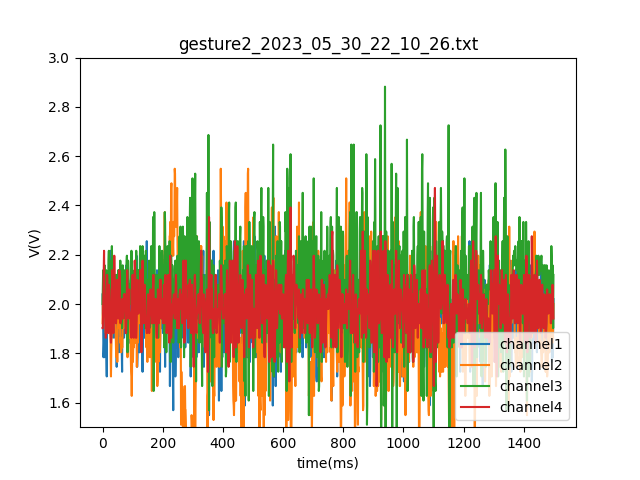 gesture2_2023_05_30_22_10_26.txt
3.0
2.8
2.6
2.4
2.2
2.0
1.8
1.6
V(V)
channel1
channel2
channel3
channel4
0 200 400 600 800 1000 1200 1400
time(ms)